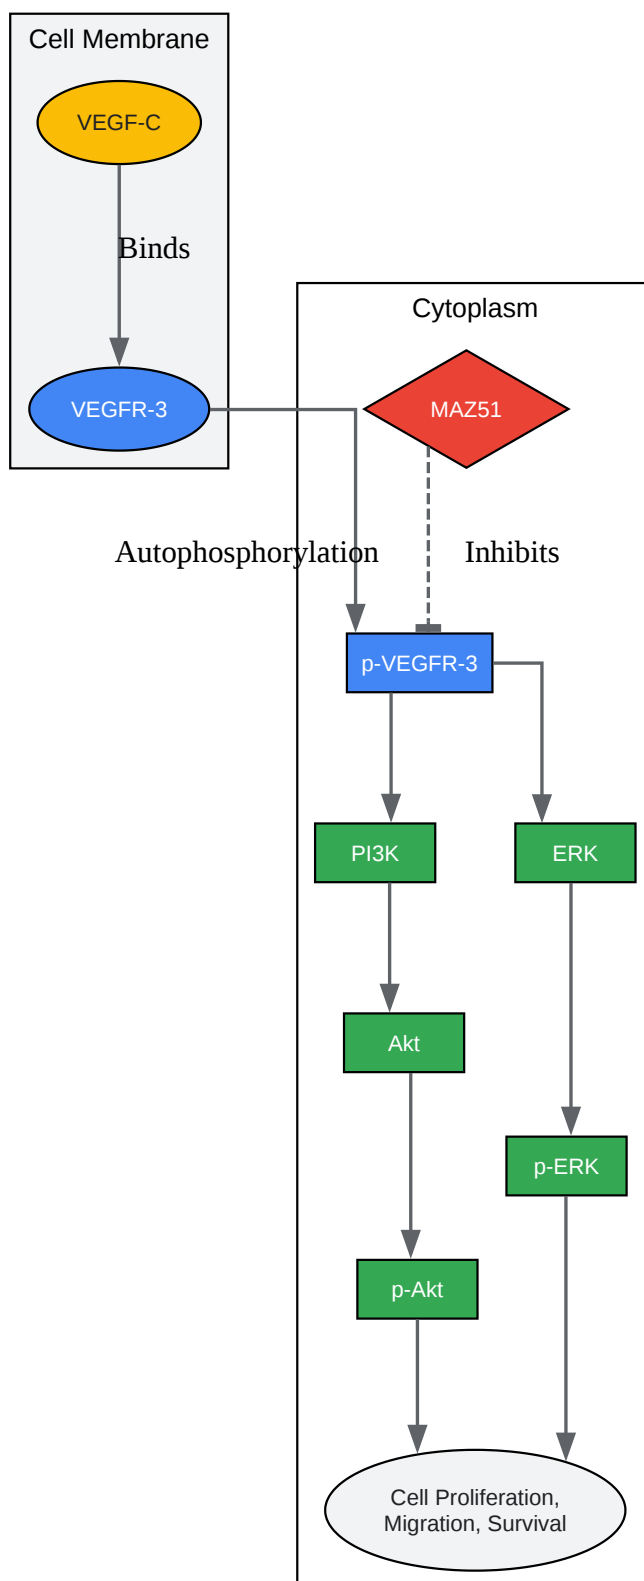 Cell Membrane
VEGF-C
Binds
Cytoplasm
VEGFR-3
MAZ51
Autophosphorylation
Inhibits
p-VEGFR-3
PI3K
ERK
Akt
p-ERK
p-Akt
Cell Proliferation,
Migration, Survival